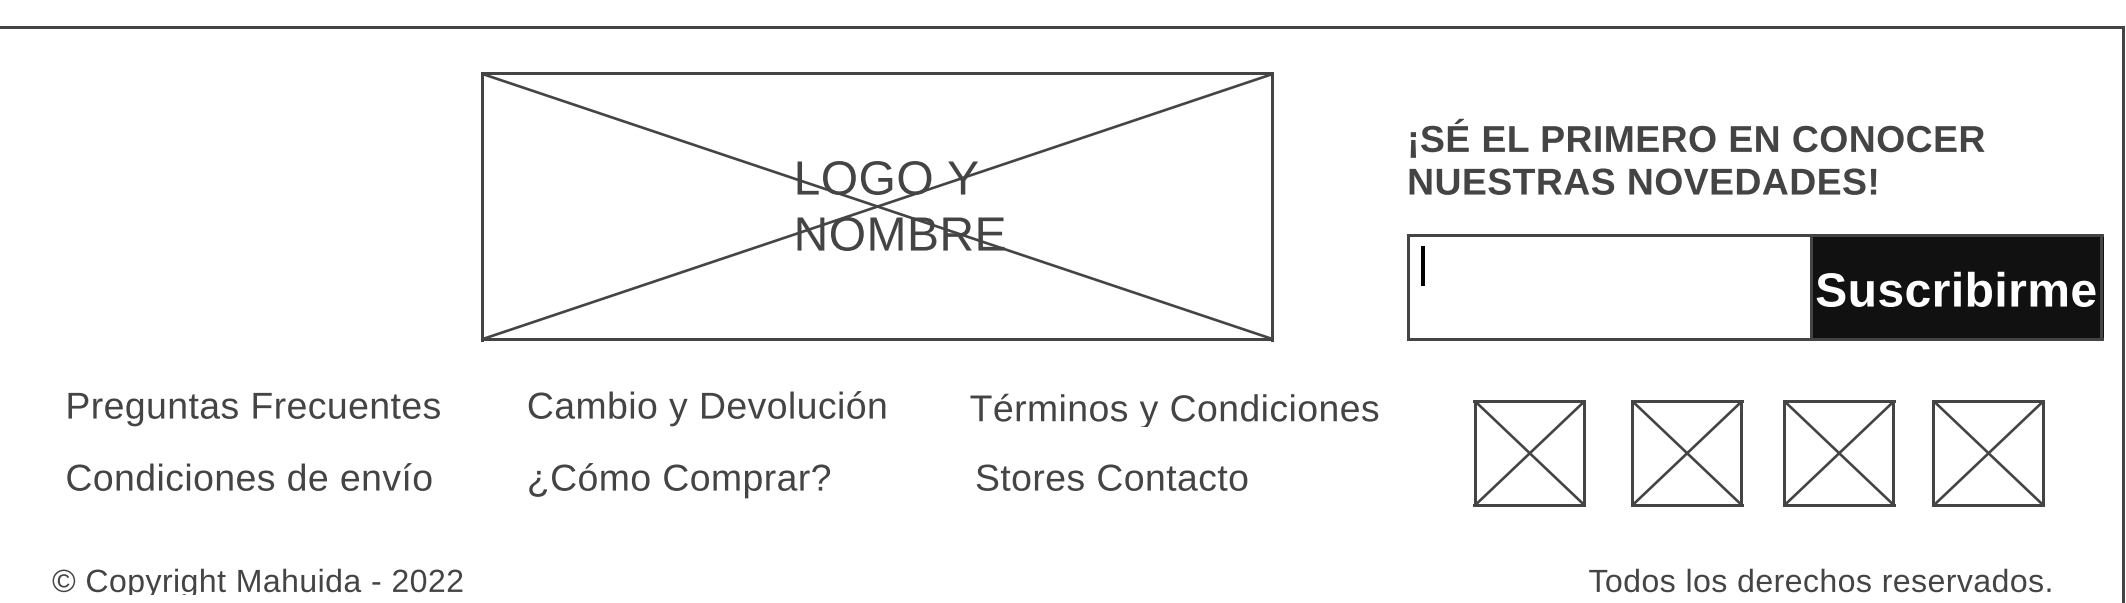 LOGO Y
NOMBRE
¡SÉ EL PRIMERO EN CONOCER
NUESTRAS NOVEDADES!
Suscribirme
Preguntas Frecuentes
Cambio y Devolución
Términos y Condiciones
Condiciones de envío
¿Cómo Comprar?
Stores Contacto
© Copyright Mahuida - 2022
Todos los derechos reservados.